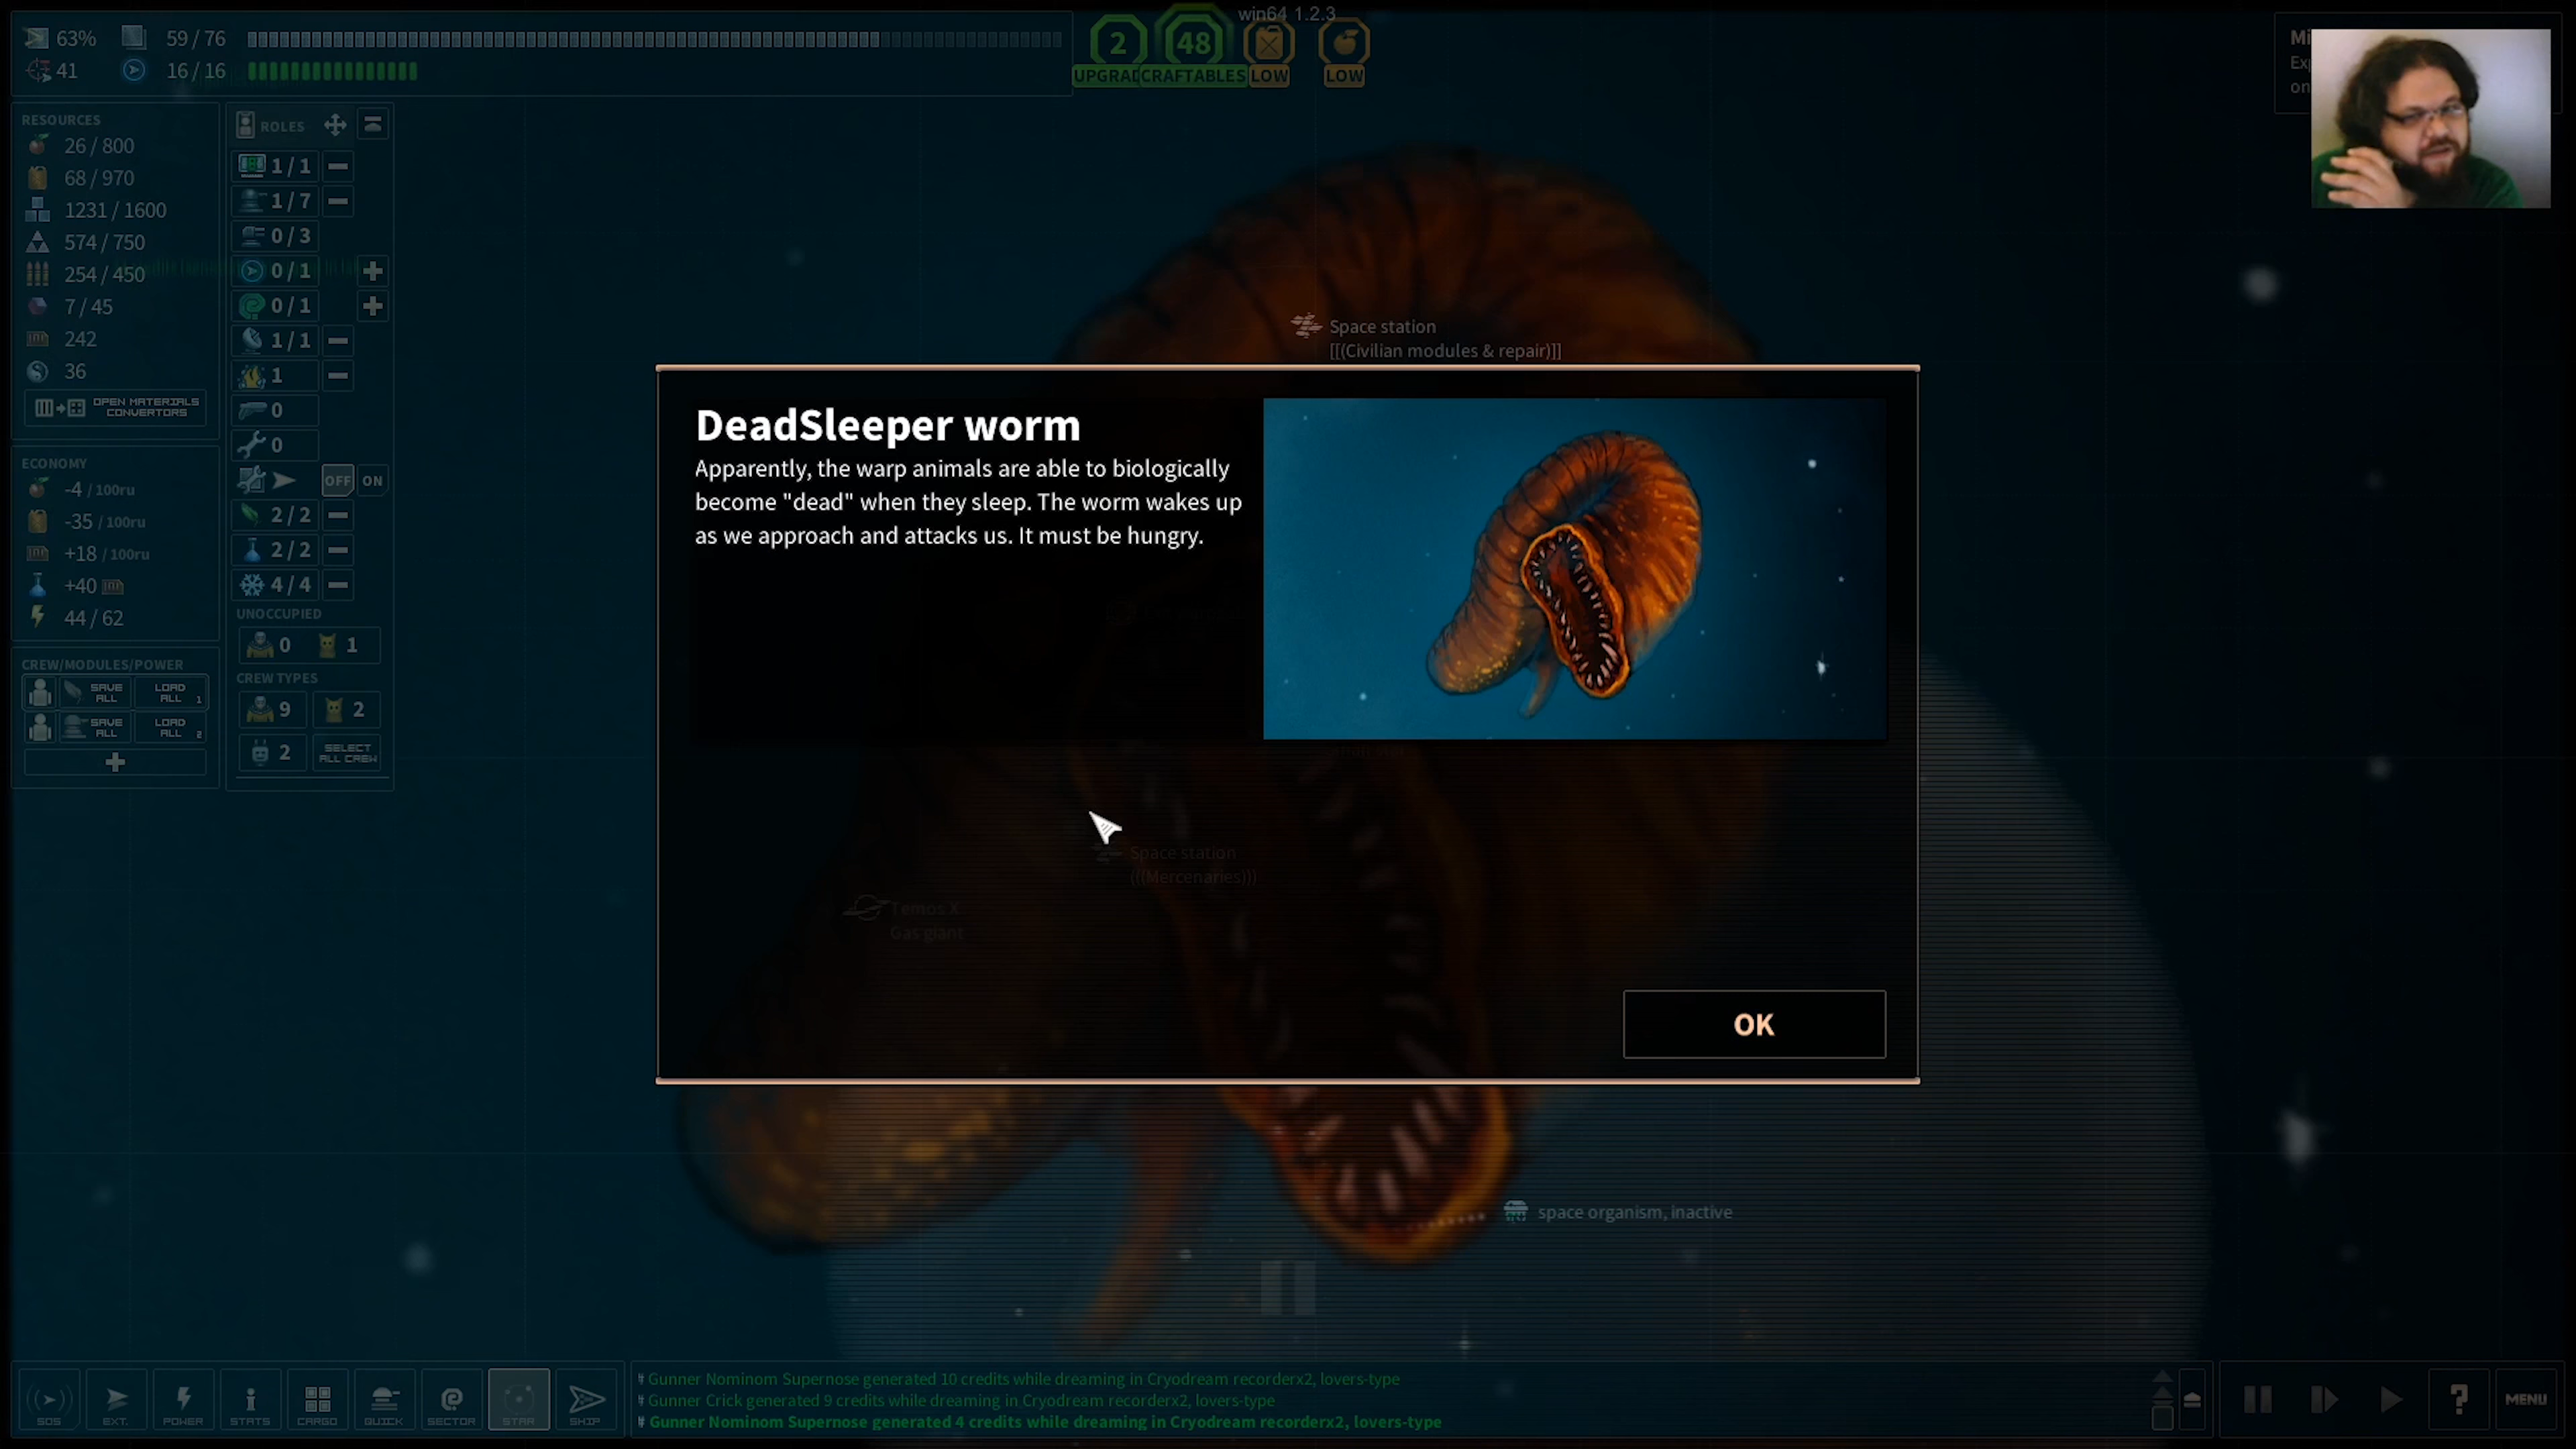 win64 1.2.3
63% 59 / 76
41 16 / 16
2 48
UPGRAD CRAFTABLES LOW LOW
Mi
Exp
on
RESOURCES
26 / 800
68 / 970
1231 / 1600
574 / 750
254 / 450
7 / 45
242
36
OPEN MATERIALS
CONVERTORS
ECONOMY
-4 / 100ru
-35 / 100ru
+18 / 100ru
+40
44 / 62
CREW/MODULES/POWER
SAVE ALL LOAD ALL 1
SAVE ALL LOAD ALL 2
ROLES
1 / 1
1 / 7
0 / 3
0 / 1
0 / 1
1 / 1
1
0
0
OFF ON
2 / 2
2 / 2
4 / 4
UNOCCUPIED
0 1
CREW TYPES
9 2
2 SELECT ALL CREW
Space station
[[(Civilian modules & repair)]]
DeadSleeper worm
Apparently, the warp animals are able to biologically
become "dead" when they sleep. The worm wakes up
as we approach and attacks us. It must be hungry.
Space station
(((Mercenaries)))
Temos X
Gas giant
OK
space organism, inactive
SOS EXT. POWER STATS CARGO QUICK SECTOR STAR SHIP
Gunner Nominom Supernose generated 10 credits while dreaming in Cryodream recorderx2, lovers-type
Gunner Crick generated 9 credits while dreaming in Cryodream recorderx2, lovers-type
Gunner Nominom Supernose generated 4 credits while dreaming in Cryodream recorderx2, lovers-type
? MENU